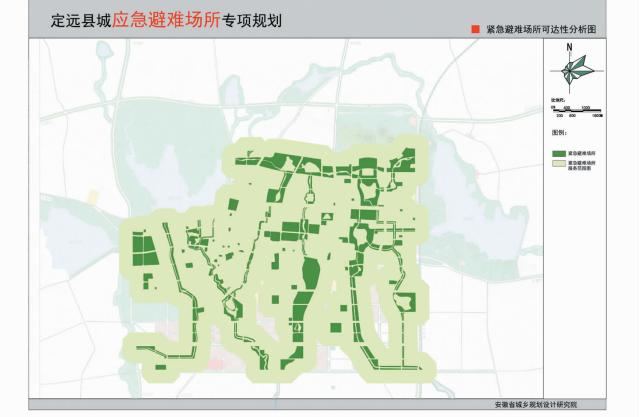 定远县城应急避难场所专项规划
紧急避难场所可达性分析图
N
比例尺:
图例:
紧急避难场所
紧急避难场所
服务范围面
安徽省城乡规划设计研究院